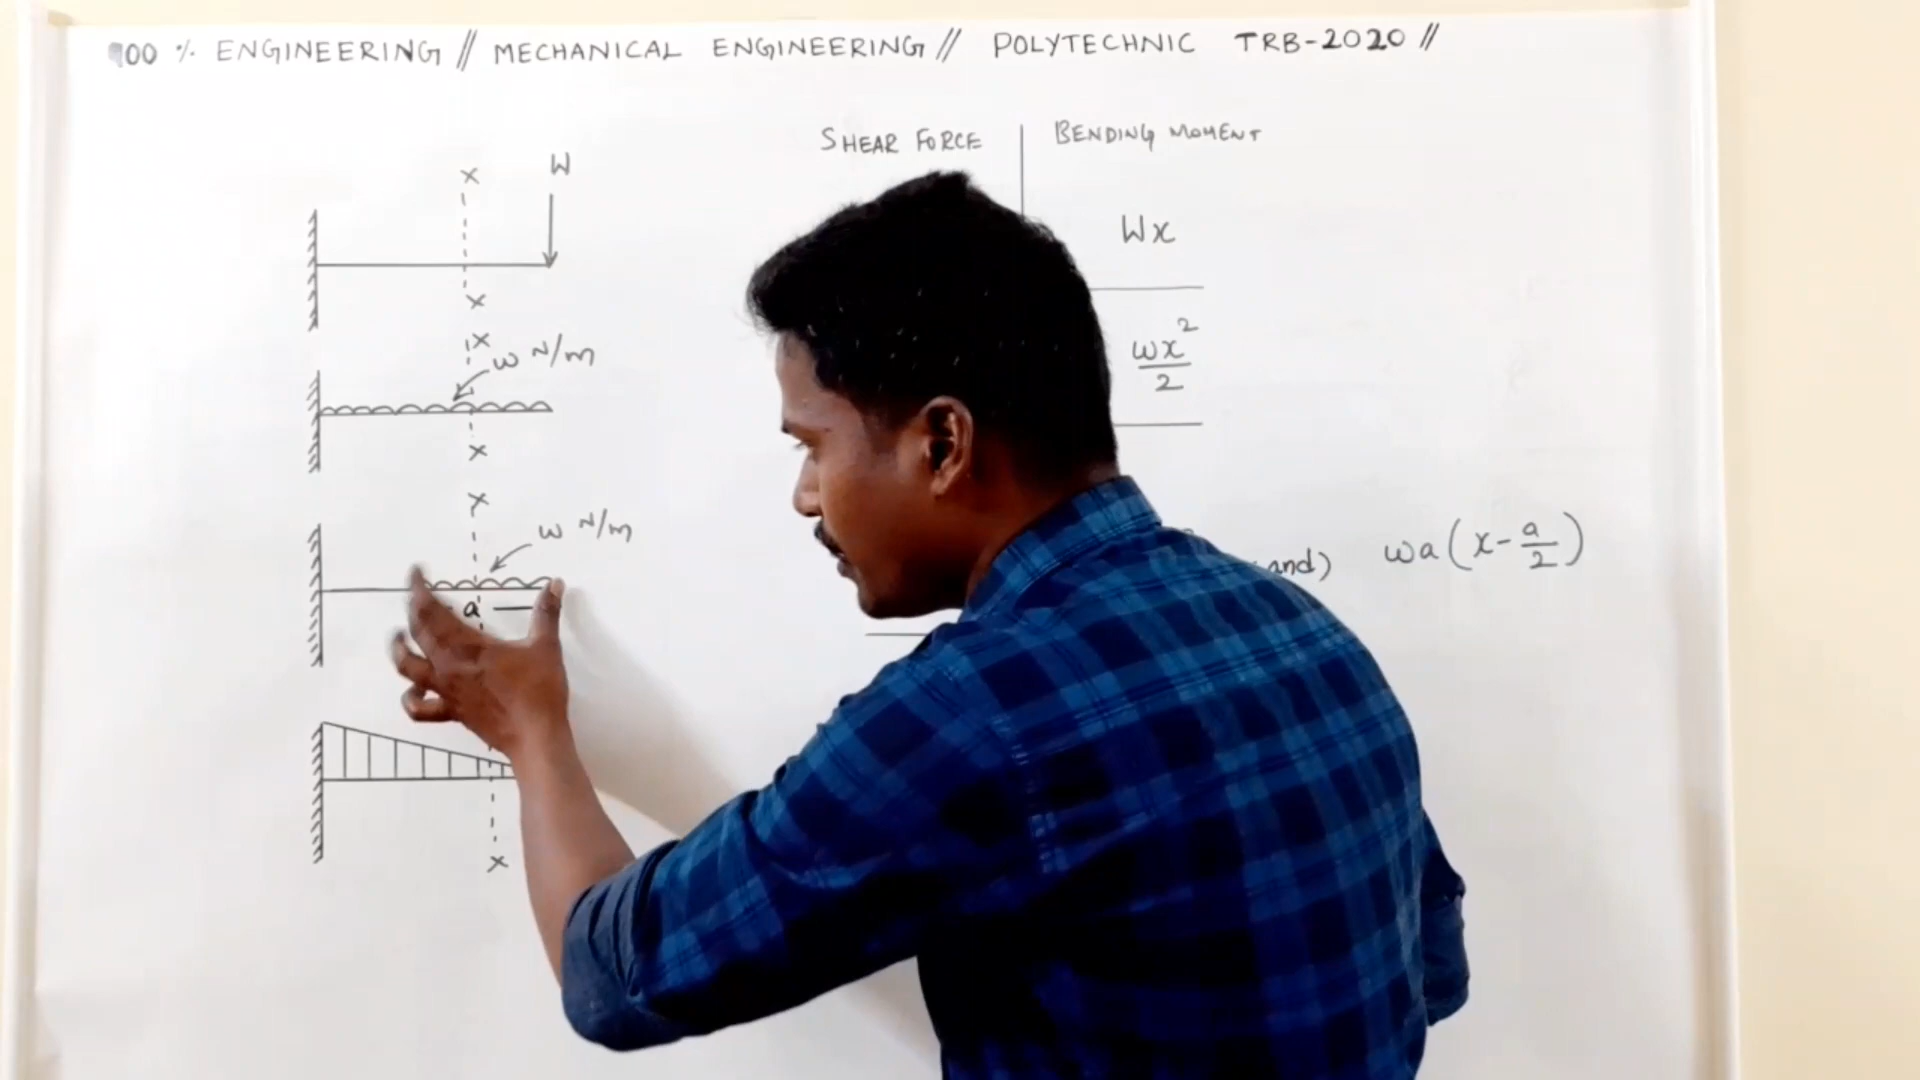 100 % ENGINEERING // MECHANICAL ENGINEERING // POLYTECHNIC TRB-2020 //
SHEAR FORCE BENDING MOMENT
x W
Wx
x
x w N/m
wx²/2
x
x w N/m
and) wa(x-a/2)
a
x